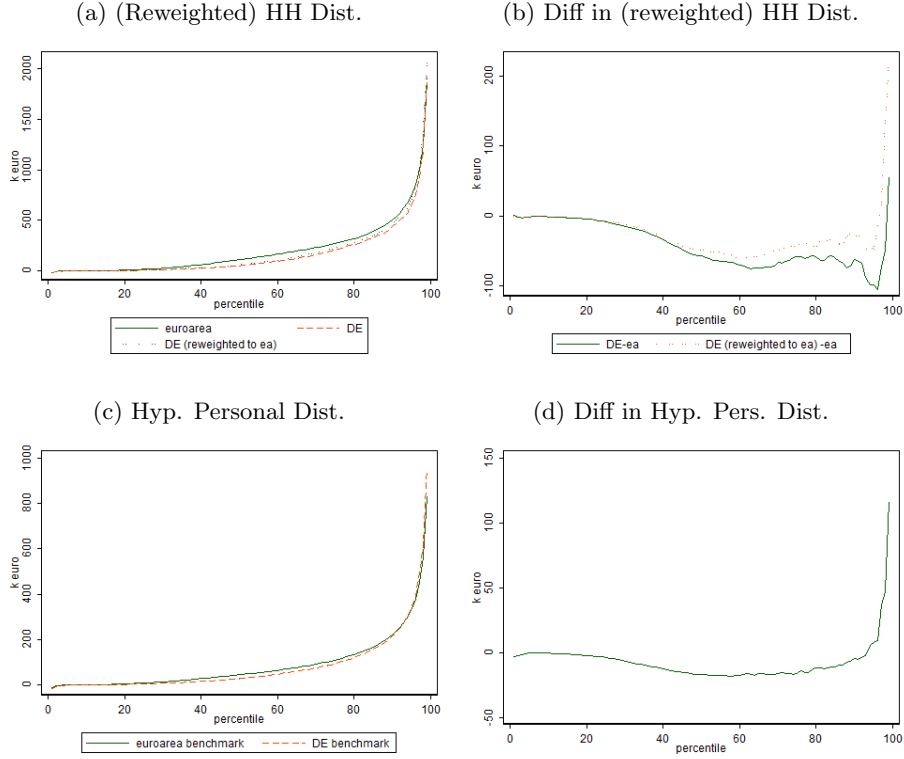 (a) (Reweighted) HH Dist.
k euro
2000
1500
1000
500
0
0 20 40 60 80 100
percentile
euroarea DE
DE (reweighted to ea)
(b) Diff in (reweighted) HH Dist.
k euro
200
100
0
-100
0 20 40 60 80 100
percentile
DE-ea DE (reweighted to ea) -ea
(c) Hyp. Personal Dist.
k euro
1000
800
600
400
200
0
0 20 40 60 80 100
percentile
euroarea benchmark DE benchmark
(d) Diff in Hyp. Pers. Dist.
k euro
150
100
50
0
-50
0 20 40 60 80 100
percentile